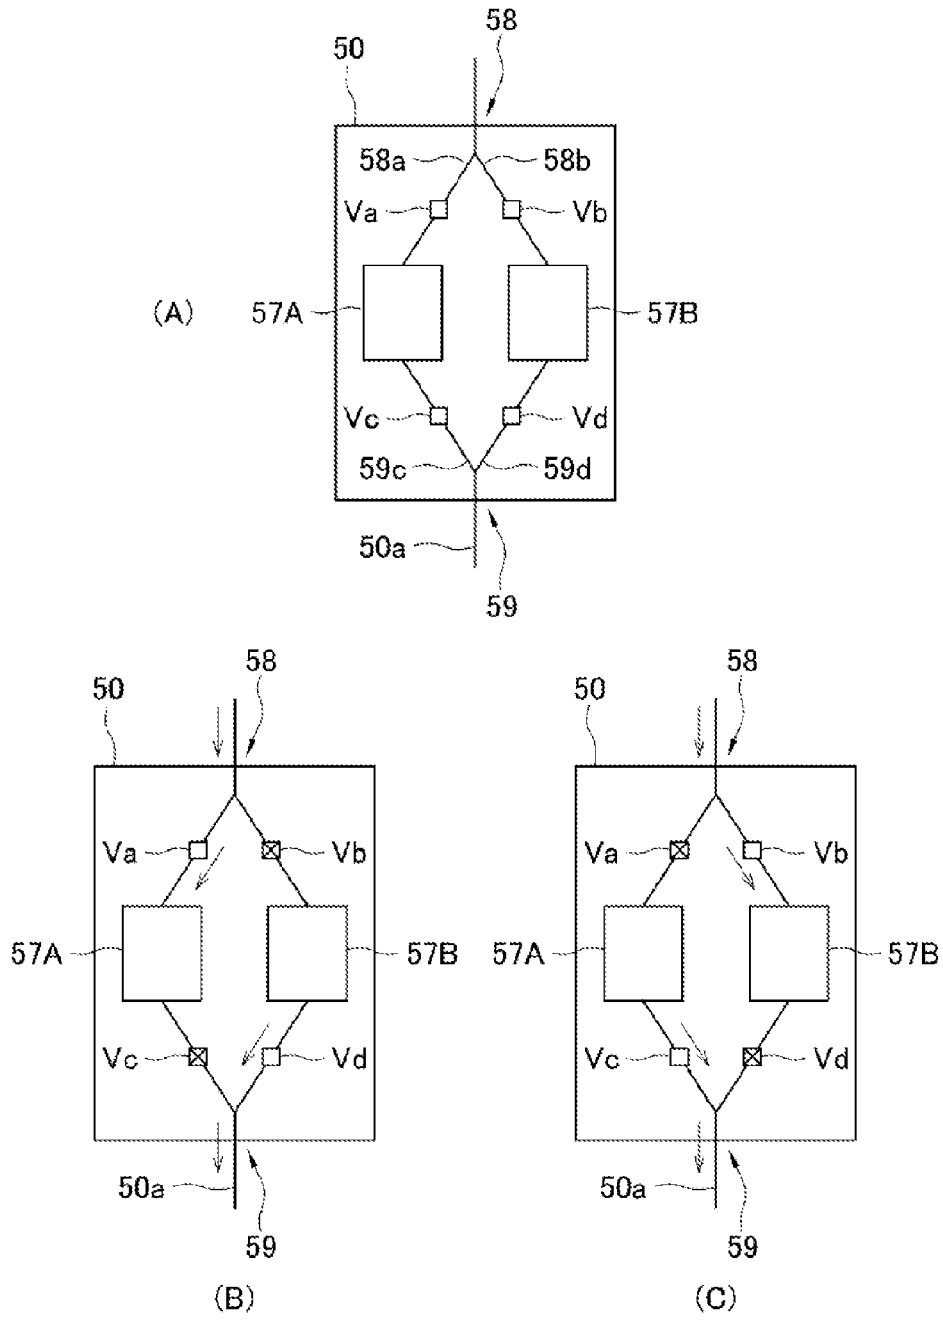 58
50
58a 58b
Va Vb
(A) 57A 57B
Vc Vd
59c 59d
50a
59
58 58
50 50
Va Vb Va Vb
57A 57B 57A 57B
Vc Vd Vc Vd
50a 50a
59 59
(B) (C)